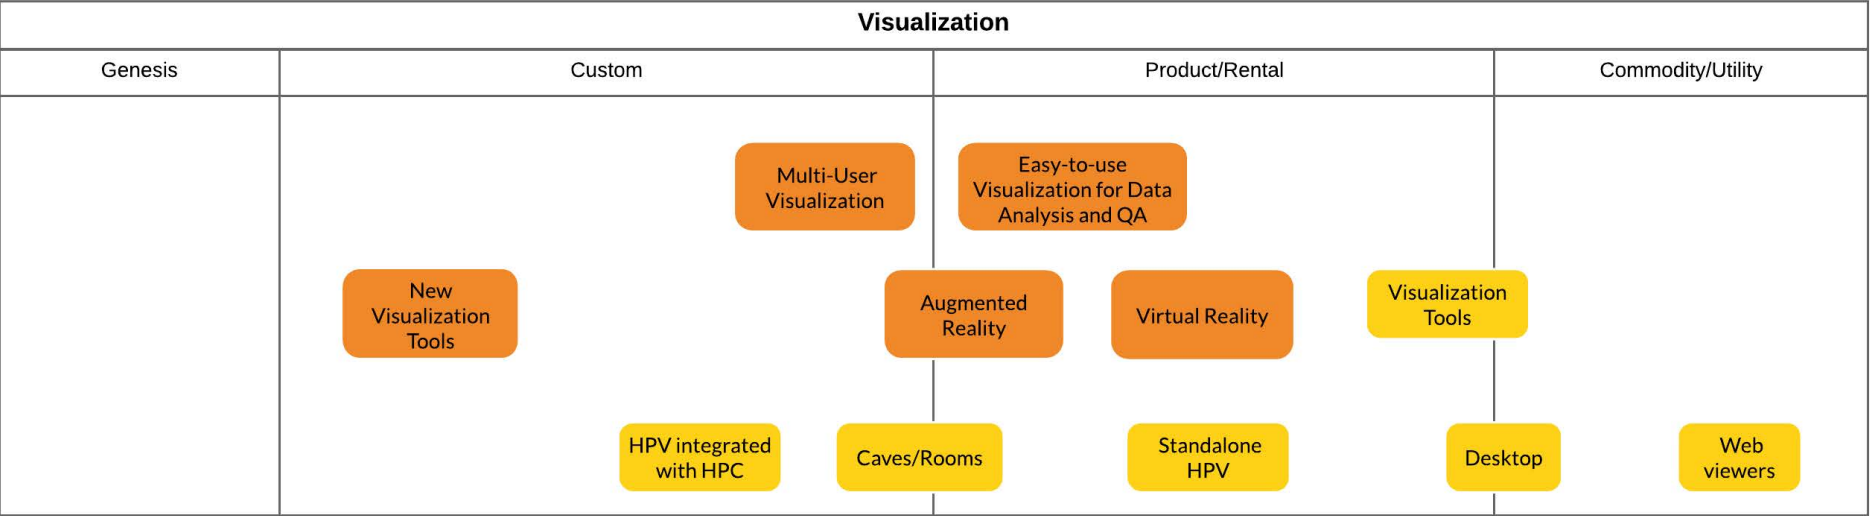 Visualization
Genesis
Custom
Product/Rental
Commodity/Utility
Multi-User
Visualization
Easy-to-use
Visualization for Data
Analysis and QA
New
Visualization
Tools
Augmented
Reality
Virtual Reality
Visualization
Tools
HPV integrated
with HPC
Caves/Rooms
Standalone
HPV
Desktop
Web
viewers